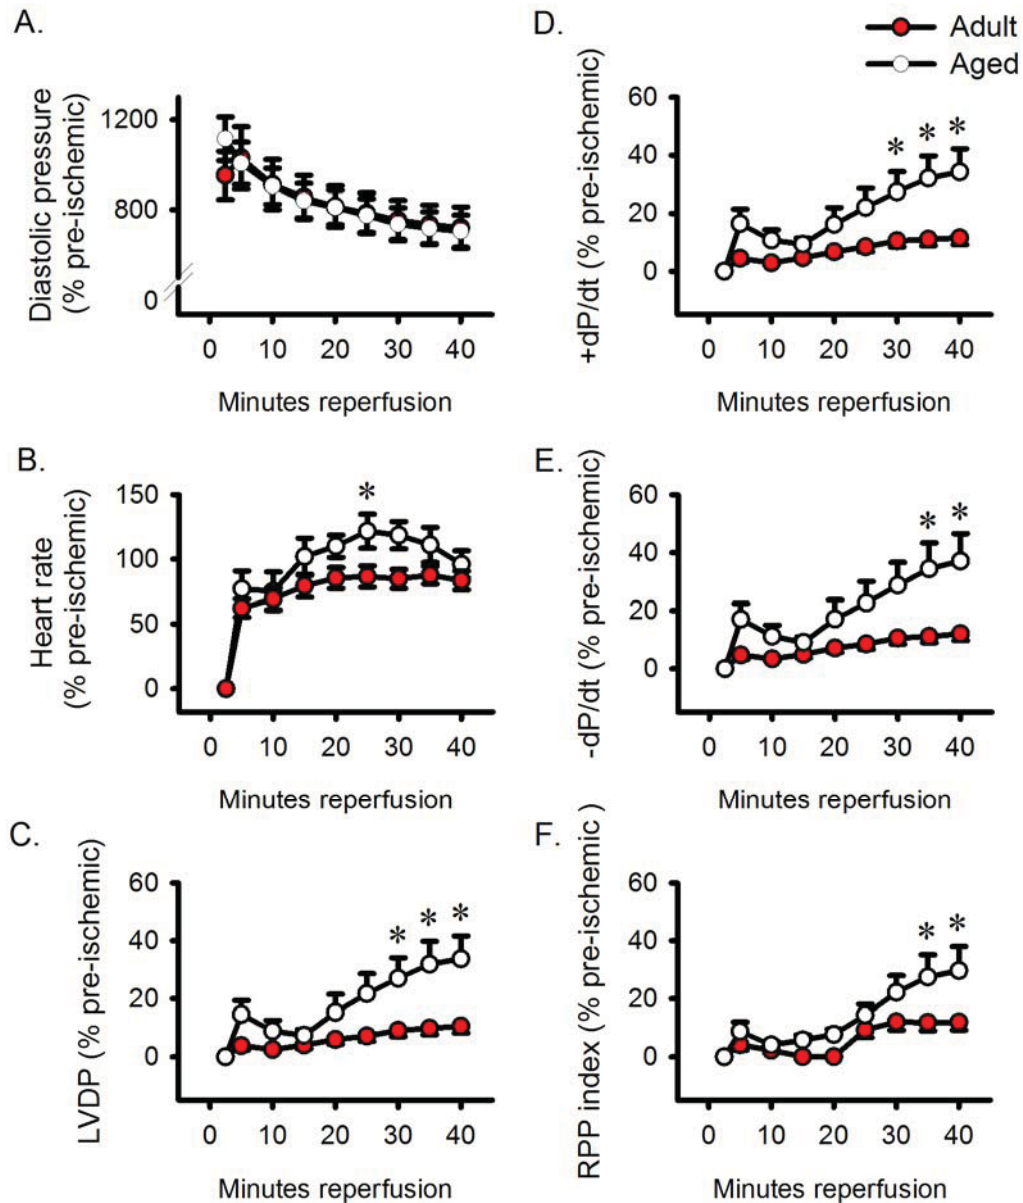 A.
Diastolic pressure
(% pre-ischemic)
1200
800
0
0 10 20 30 40
Minutes reperfusion
B.
Heart rate
(% pre-ischemic)
150
100
50
0
*
0 10 20 30 40
Minutes reperfusion
C.
LVDP (% pre-ischemic)
60
40
20
0
* * *
0 10 20 30 40
Minutes reperfusion
D.
Adult
Aged
+dP/dt (% pre-ischemic)
60
40
20
0
* * *
0 10 20 30 40
Minutes reperfusion
E.
-dP/dt (% pre-ischemic)
60
40
20
0
* *
0 10 20 30 40
Minutes reperfusion
F.
RPP index (% pre-ischemic )
60
40
20
0
* *
0 10 20 30 40
Minutes reperfusion